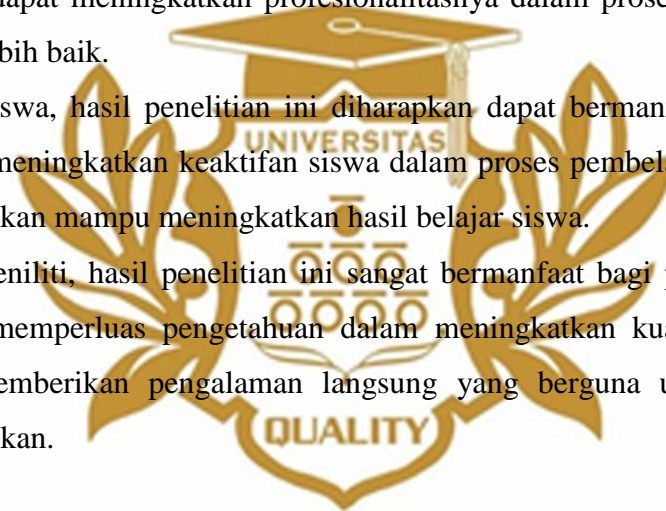 dapat meningkatkan profesionalitasnya dalam prose
bih baik.
swa, hasil penelitian ini diharapkan dapat berman
UNIVERSITAS
meningkatkan keaktifan siswa dalam proses pembela
kan mampu meningkatkan hasil belajar siswa.
eniliti, hasil penelitian ini sangat bermanfaat bagi p
memperluas pengetahuan dalam meningkatkan kua
emberikan pengalaman langsung yang berguna u
QUALITY
kan.